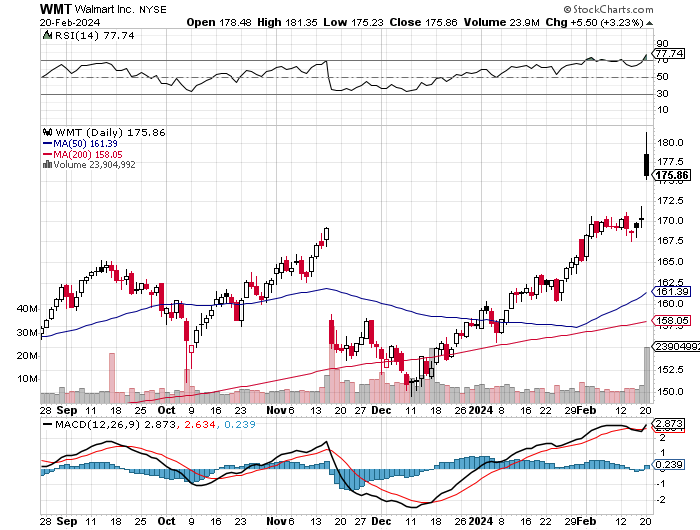 WMT Walmart Inc. NYSE © StockCharts.com
20-Feb-2024 Open 178.48 High 181.35 Low 175.23 Close 175.86 Volume 23.9M Chg +5.50 (+3.23%)
RSI(14) 77.74
90
77.74
70
50
30
10
WMT (Daily) 175.86
MA(50) 161.39
MA(200) 158.05
Volume 23,904,992
180.0
177.5
175.86
175.0
172.5
170.0
167.5
165.0
162.5
161.39
160.0
158.05
23904992
152.5
150.0
40M
30M
20M
10M
28 Sep 11 18 25 Oct 9 16 23 Nov 6 13 20 27 Dec 11 18 26 2024 8 16 22 29 Feb 12 20
MACD(12,26,9) 2.873, 2.634, 0.239
2.873
2.634
1
0.239
-1
-2
28 Sep 11 18 25 Oct 9 16 23 Nov 6 13 20 27 Dec 11 18 26 2024 8 16 22 29 Feb 12 20